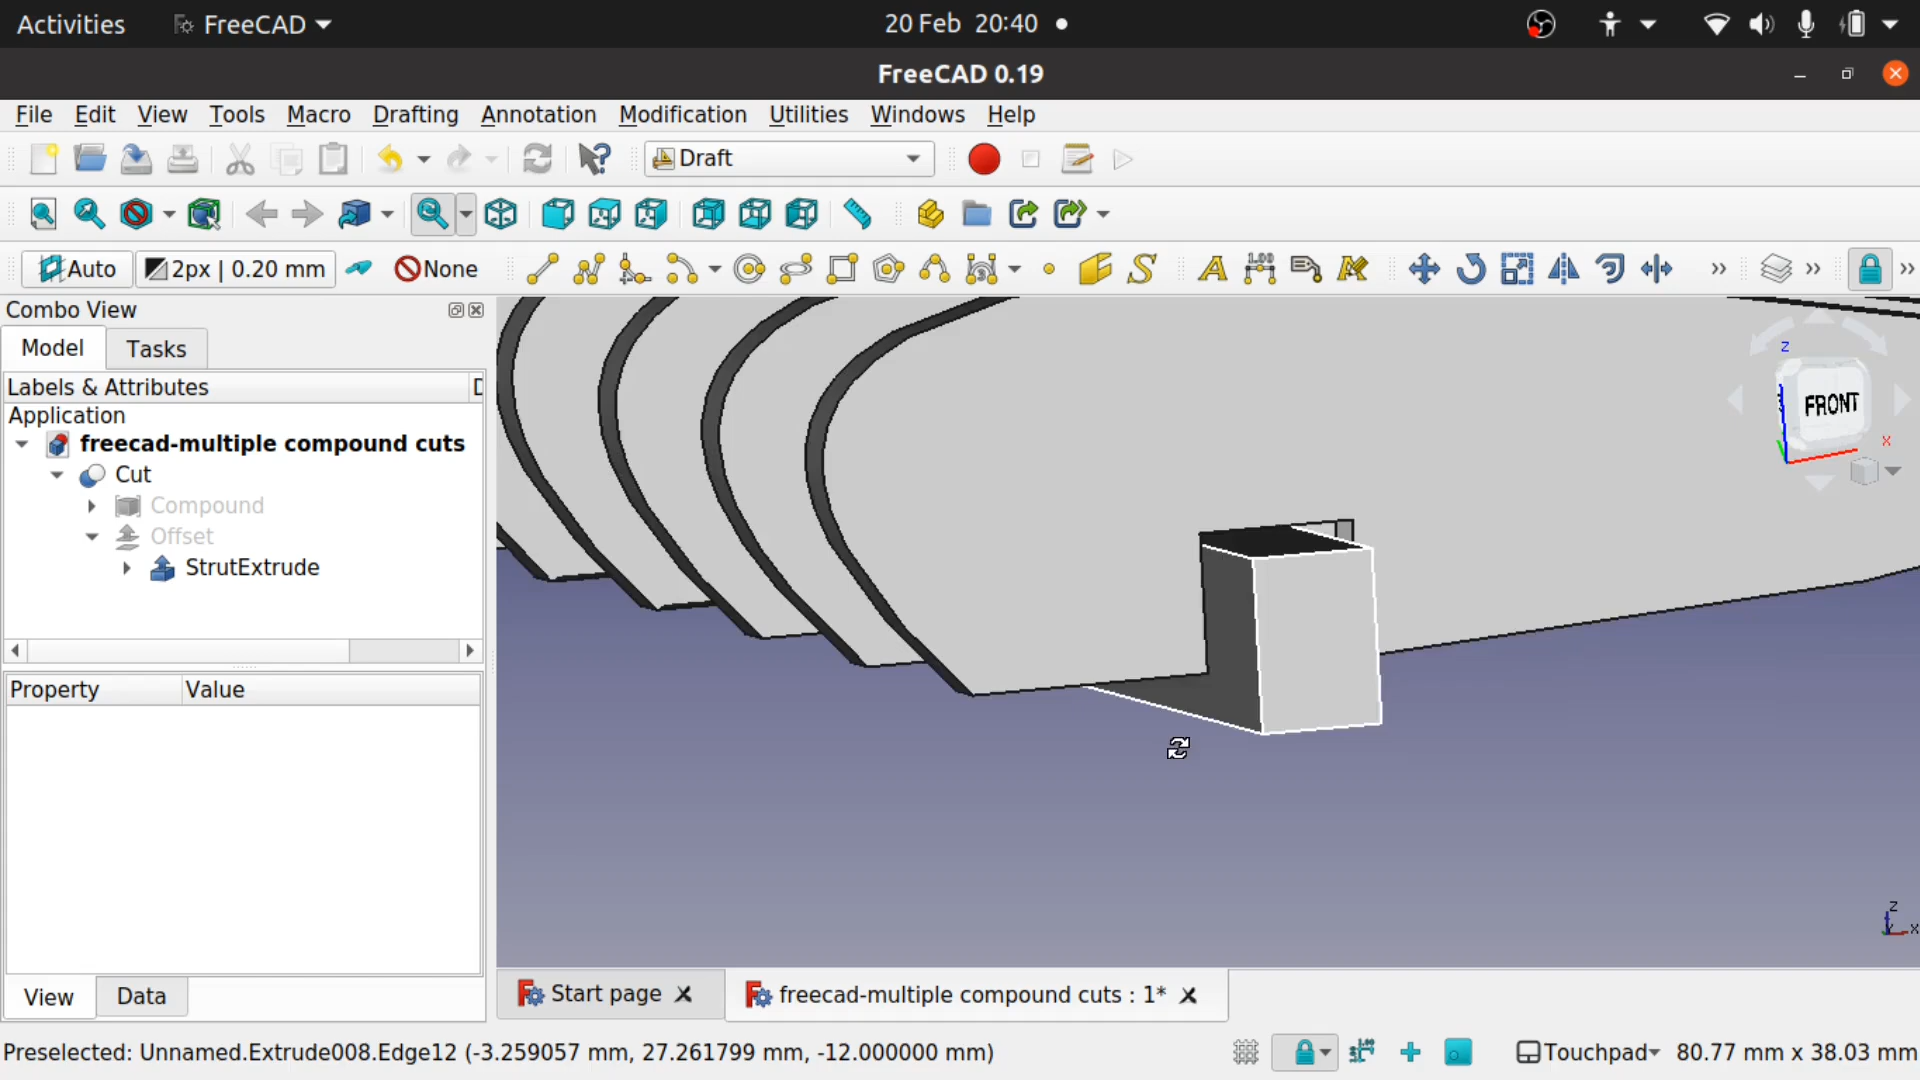 Activities FreeCAD 20 Feb 20:40
FreeCAD 0.19
File Edit View Tools Macro Drafting Annotation Modification Utilities Windows Help
Draft
Auto 2px | 0.20 mm None 1.00
Combo View
Model Tasks
Labels & Attributes D
Application
freecad-multiple compound cuts
Cut
Compound
Offset
StrutExtrude
Property Value
View Data
Z
FRONT
X
Z
X
Start page freecad-multiple compound cuts : 1*
Preselected: Unnamed.Extrude008.Edge12 (-3.259057 mm, 27.261799 mm, -12.000000 mm) Touchpad 80.77 mm x 38.03 mm